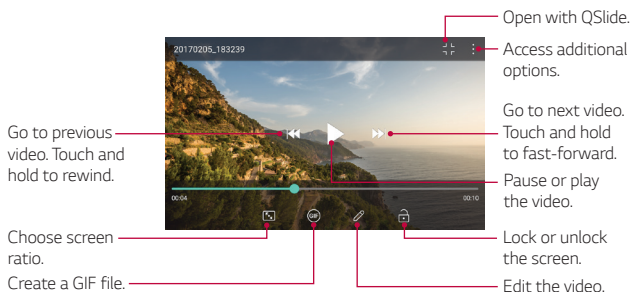 Open with QSlide.
20170205_183239
Access additional
options.
Go to previous
video. Touch and
hold to rewind.
Go to next video.
Touch and hold
to fast-forward.
Pause or play
the video.
00:04
00:10
GIF
Choose screen
ratio.
Lock or unlock
the screen.
Create a GIF file.
Edit the video.